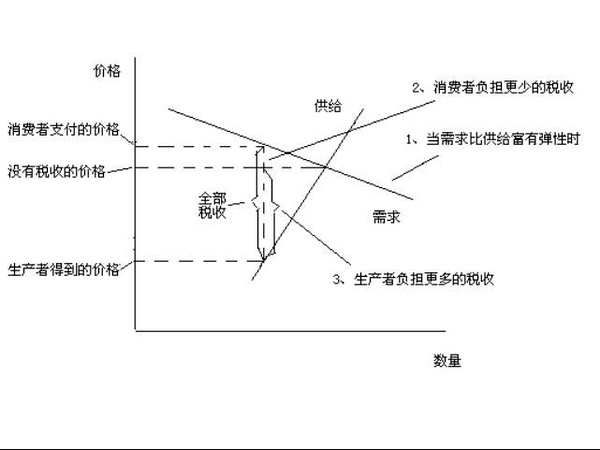 价格
2、消费者负担更少的税收
供给
消费者支付的价格
1、当需求比供给富有弹性时
没有税收的价格
全部
税收
需求
生产者得到的价格
3、生产者负担更多的税收
数量